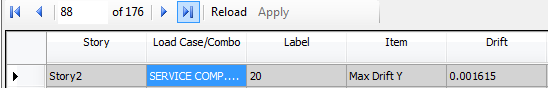 88 of 176 Reload Apply
Story Load Case/Combo Label Item Drift
Story2 SERVICE COMP.... 20 Max Drift Y 0.001615